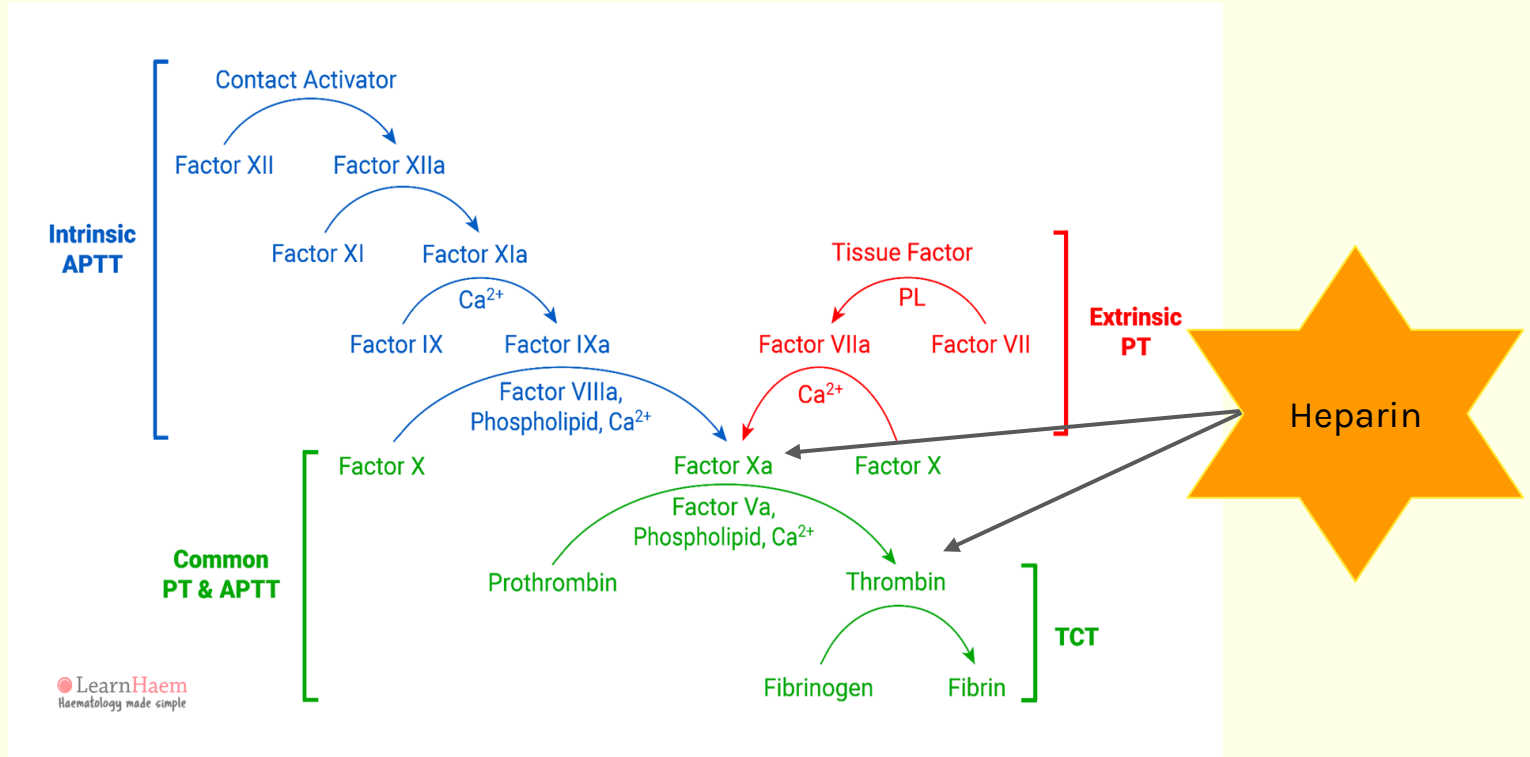 Contact Activator
Factor XII
Factor XIIa
Intrinsic
APTT
Factor XI
Factor XIa
Ca²⁺
Factor IX
Factor IXa
Factor VIIIa,
Phospholipid, Ca²⁺
Tissue Factor
PL
Factor VIIa
Factor VII
Ca²⁺
Extrinsic
PT
Heparin
Factor X
Factor Xa
Factor X
Factor Va,
Phospholipid, Ca²⁺
Common
PT & APTT
Prothrombin
Thrombin
TCT
Fibrinogen
Fibrin
LearnHaem
Haematology made simple